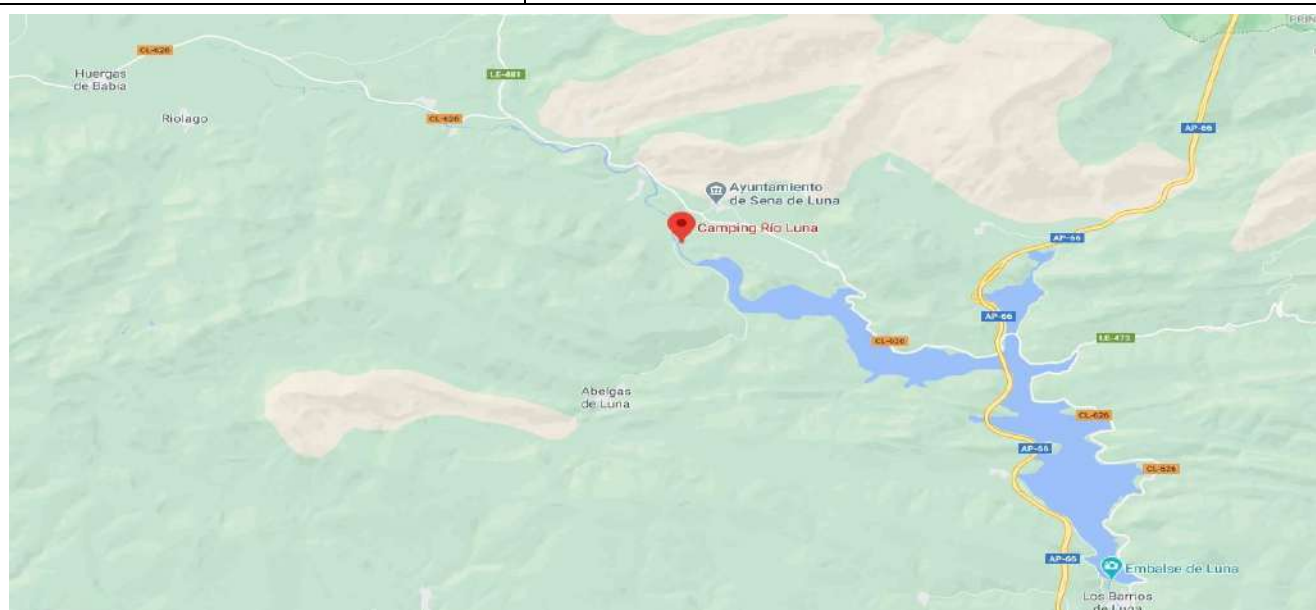 CL-626
Huergas
de Babia
LE-481
Riolago
CL-626
AP-66
Ayuntamiento
de Sena de Luna
Camping Río Luna
AP-66
AP-66
CL-626
LE-473
Abelgas
de Luna
CL-626
AP-66
CL-626
AP-66
Embalse de Luna
Los Barrios
de Luna